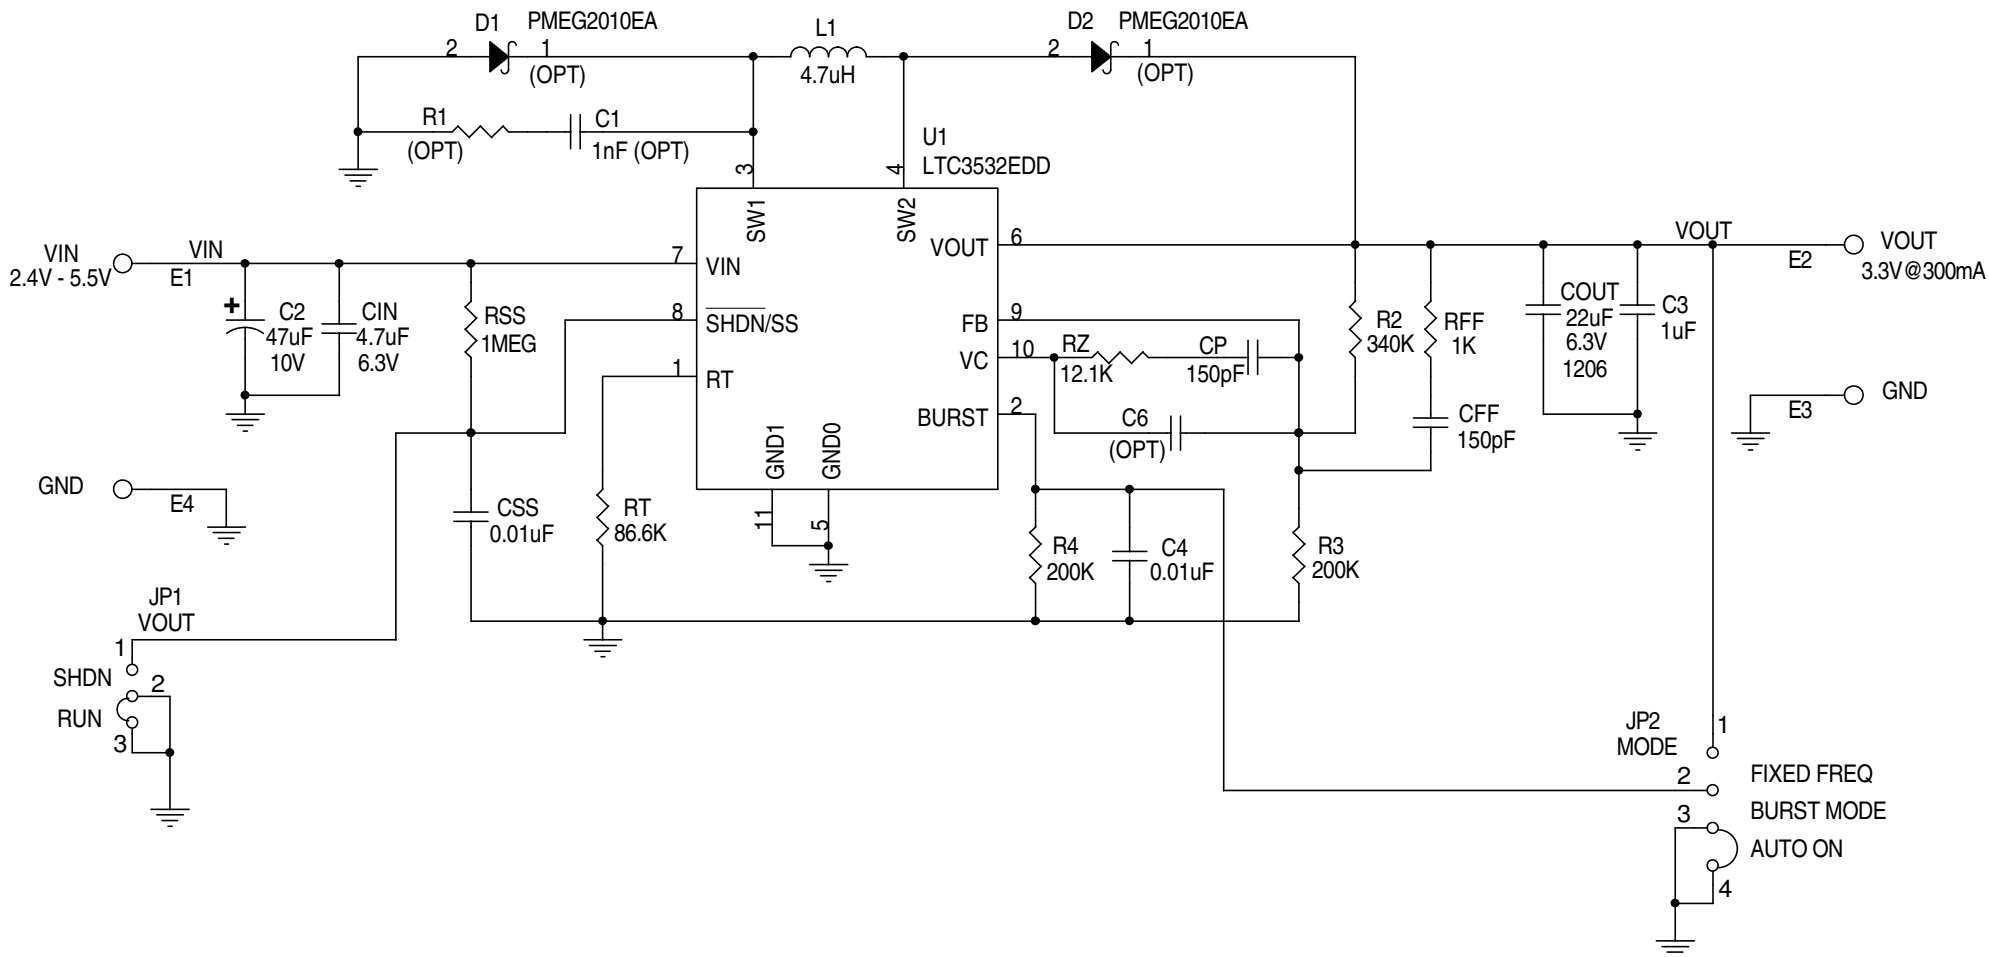 D1 PMEG2010EA
2 1
(OPT)
L1
4.7uH
D2 PMEG2010EA
2 1
(OPT)
R1
(OPT)
C1
1nF (OPT)
U1
LTC3532EDD
3
4
SW1
SW2
VIN
2.4V - 5.5V
VIN
E1
7
VIN
8
SHDN/SS
1
RT
GND1
GND0
11
5
VOUT
6
FB
9
VC
10
BURST
2
+
C2
47uF
10V
CIN
4.7uF
6.3V
RSS
1MEG
RZ
12.1K
CP
150pF
C6
(OPT)
R2
340K
RFF
1K
CFF
150pF
COUT
22uF
6.3V
1206
C3
1uF
VOUT
E2
VOUT
3.3V@300mA
GND
E3
GND
E4
CSS
0.01uF
RT
86.6K
R4
200K
C4
0.01uF
R3
200K
JP1
VOUT
1
SHDN
2
RUN
3
JP2
MODE
1
2
FIXED FREQ
3
BURST MODE
AUTO ON
4